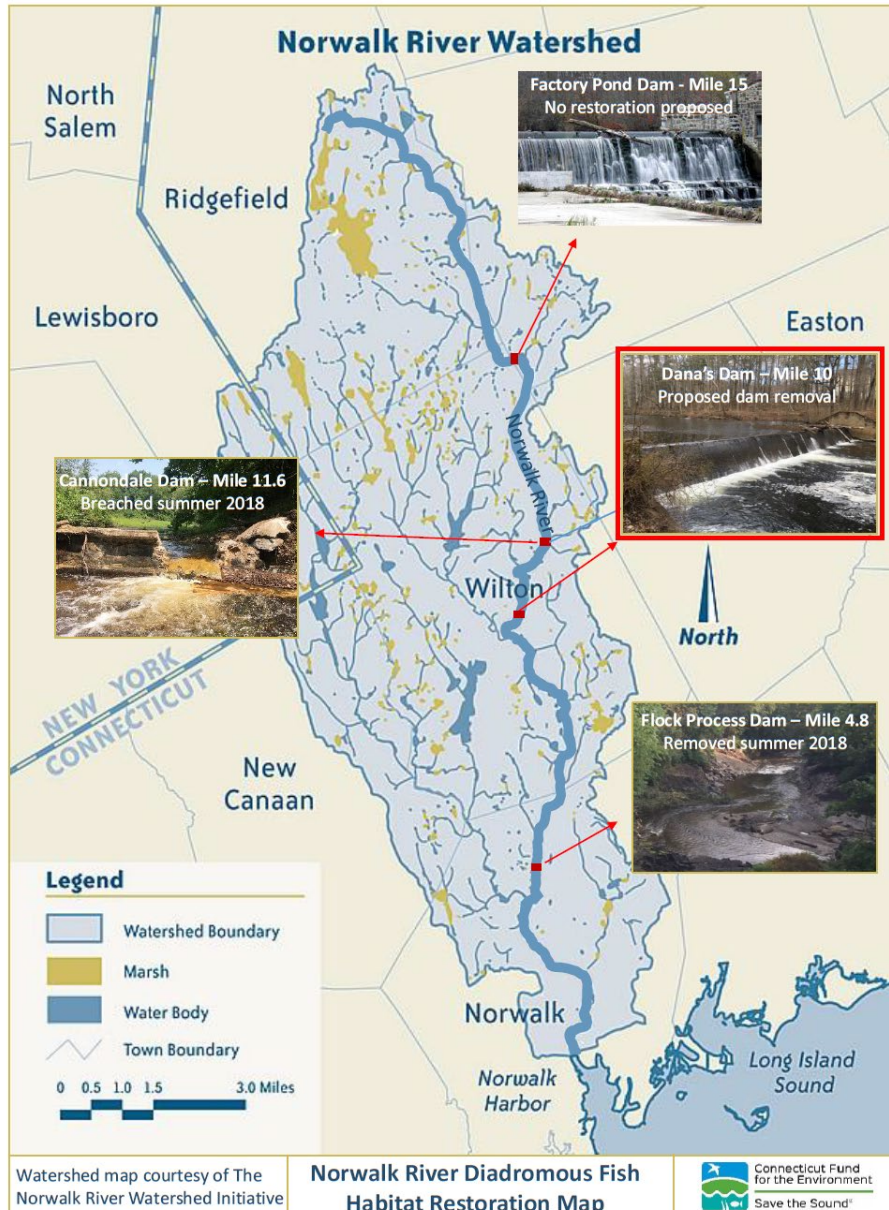 Norwalk River Watershed
North
Salem
Factory Pond Dam - Mile 15
No restoration proposed
Ridgefield
Lewisboro
Easton
Dana's Dam – Mile 10
Proposed dam removal
Norwalk River
Cannondale Dam – Mile 11.6
Breached summer 2018
Wilton
North
NEW YORK
CONNECTICUT
Flock Process Dam – Mile 4.8
Removed summer 2018
New
Canaan
Legend
Watershed Boundary
Marsh
Water Body
Town Boundary
0 0.5 1.0 1.5 3.0 Miles
Norwalk
Norwalk
Harbor
Long Island
Sound
Watershed map courtesy of The
Norwalk River Watershed Initiative
Norwalk River Diadromous Fish
Habitat Restoration Map
Connecticut Fund
for the Environment
Save the Sound®